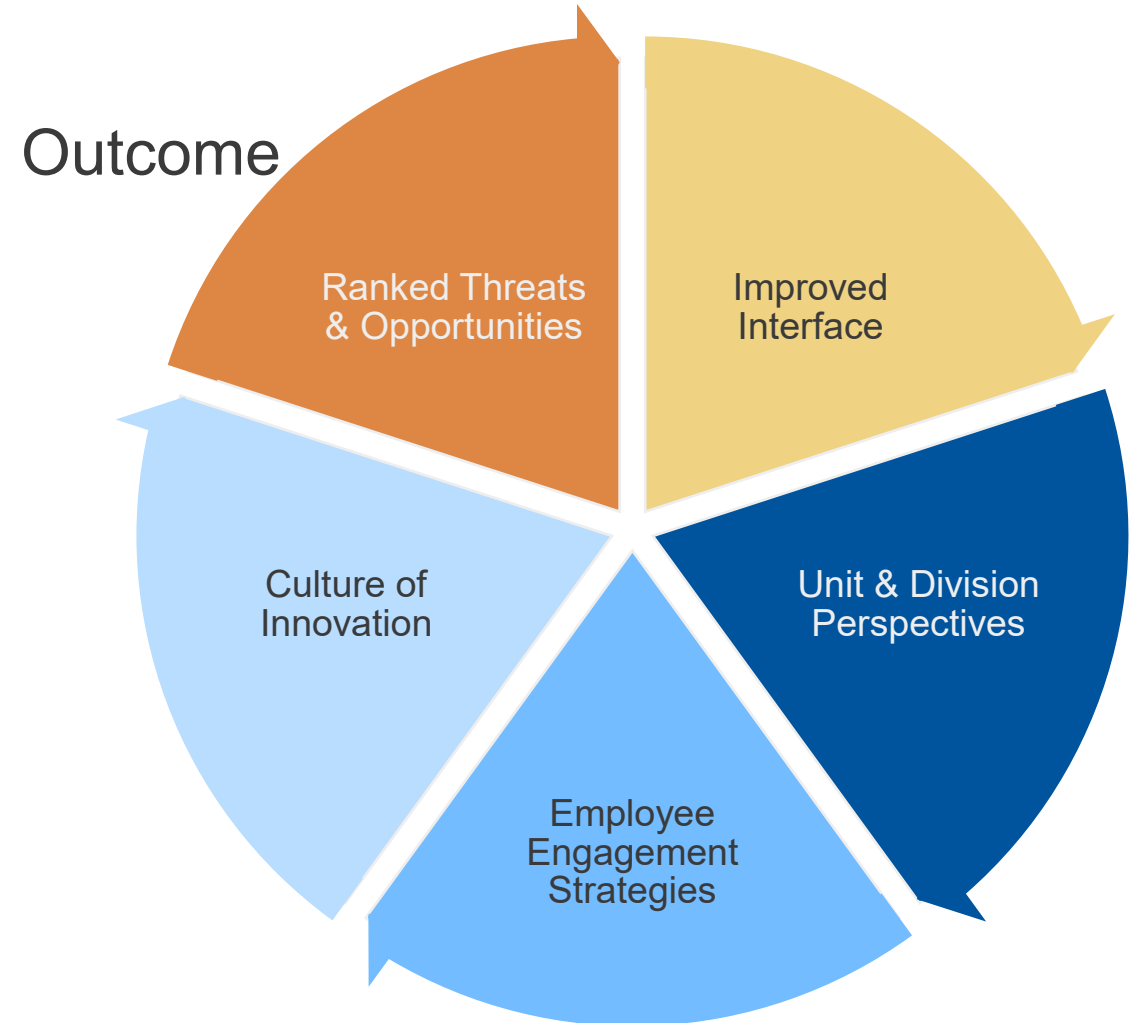 Outcome
Ranked Threats
& Opportunities
Improved
Interface
Culture of
Innovation
Unit & Division
Perspectives
Employee
Engagement
Strategies